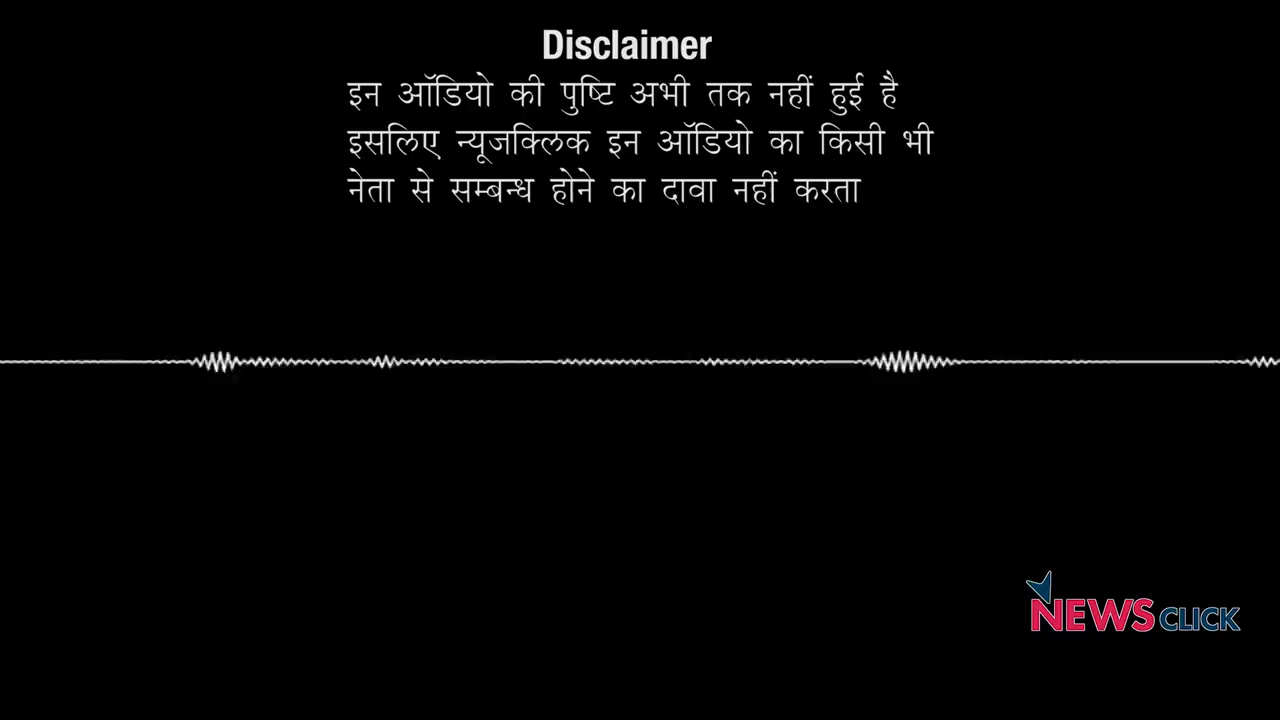 Disclaimer
इन ऑडियो की पुष्टि अभी तक नहीं हुई है
इसलिए न्यूजक्लिक इन ऑडियो का किसी भी
नेता से सम्बन्ध होने का दावा नहीं करता
NEWSCLICK